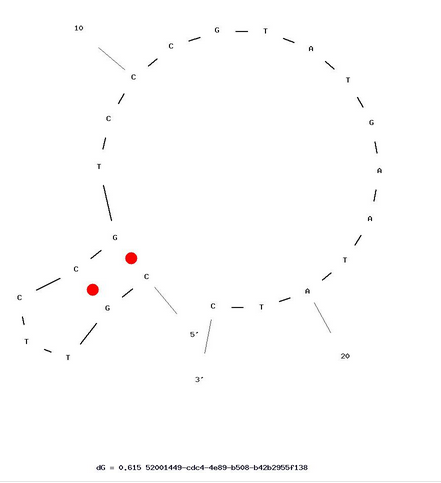 10
G T
C A
C T
C G
T A
A
G
C T
C
A
C
G C T
5'
T
T 20
3'
dG = 0.615 52001449-cdc4-4e89-b508-b42b2955f138